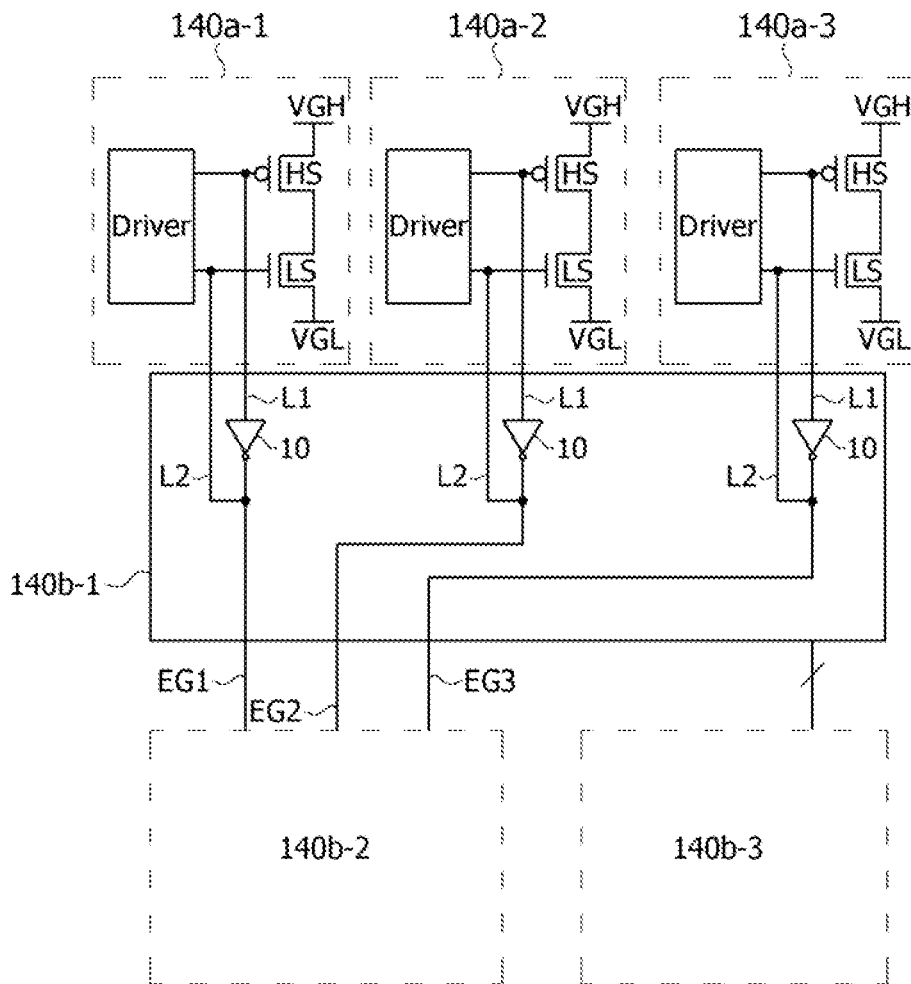 140a-1 140a-2 140a-3
VGH VGH VGH
HS HS HS
Driver Driver Driver
LS LS LS
VGL VGL VGL
L1 L1 L1
10 10 10
L2 L2 L2
140b-1
EG1 EG2 EG3
140b-2 140b-3